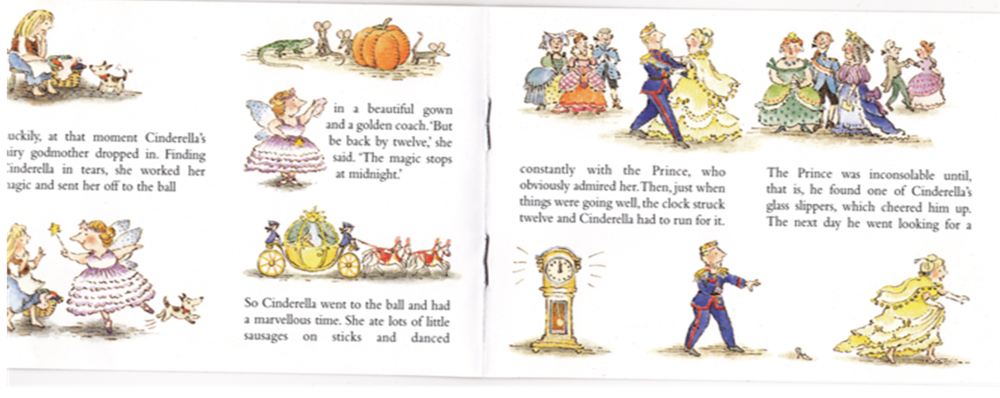 uckily, at that moment Cinderella's
iry godmother dropped in. Finding
Cinderella in tears, she worked her
agic and sent her off to the ball
in a beautiful gown
and a golden coach. 'But
be back by twelve,' she
said. 'The magic stops
at midnight.'
So Cinderella went to the ball and had
a marvellous time. She ate lots of little
sausages on sticks and danced
constantly with the Prince, who
obviously admired her. Then, just when
things were going well, the clock struck
twelve and Cinderella had to run for it.
The Prince was inconsolable until,
that is, he found one of Cinderella's
glass slippers, which cheered him up.
The next day he went looking for a